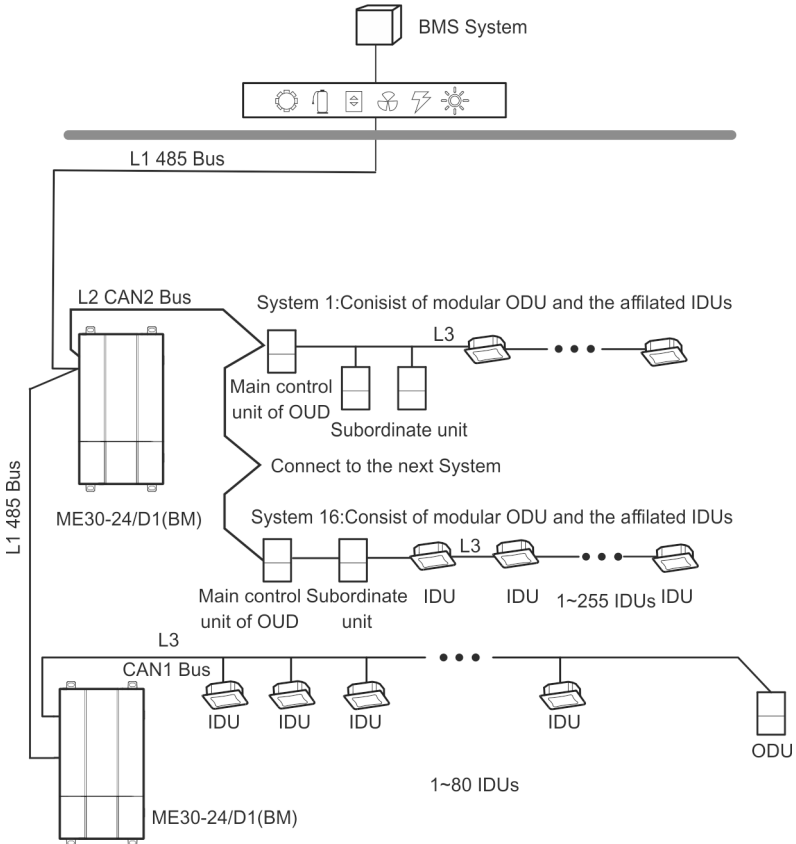 BMS System
L1 485 Bus
L2 CAN2 Bus
System 1:Conisist of modular ODU and the affilated IDUs
L3
Main control
unit of OUD
Subordinate unit
Connect to the next System
L1 485 Bus
ME30-24/D1(BM)
System 16:Consist of modular ODU and the affilated IDUs
L3
Main control
unit of OUD
Subordinate
unit
IDU
IDU
1~255 IDUs
IDU
L3
CAN1 Bus
IDU
IDU
IDU
IDU
ODU
1~80 IDUs
ME30-24/D1(BM)